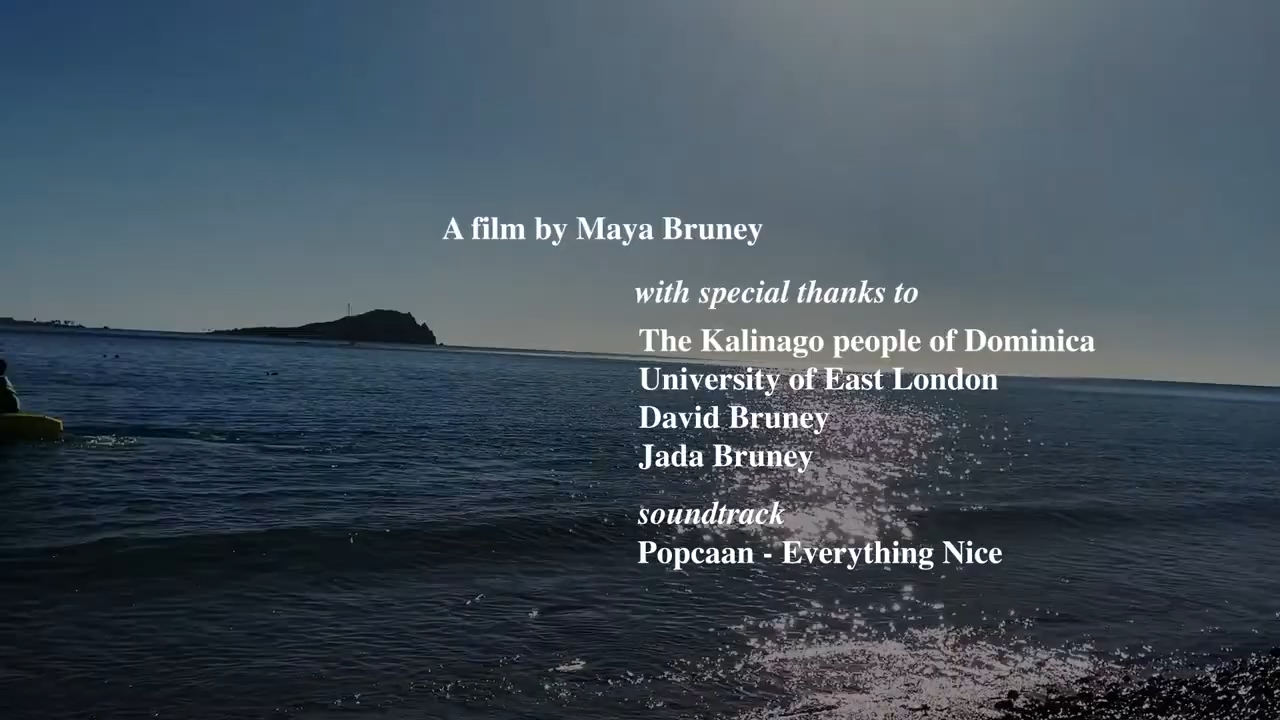 A film by Maya Bruney
with special thanks to
The Kalinago people of Dominica
University of East London
David Bruney
Jada Bruney
soundtrack
Popcaan - Everything Nice